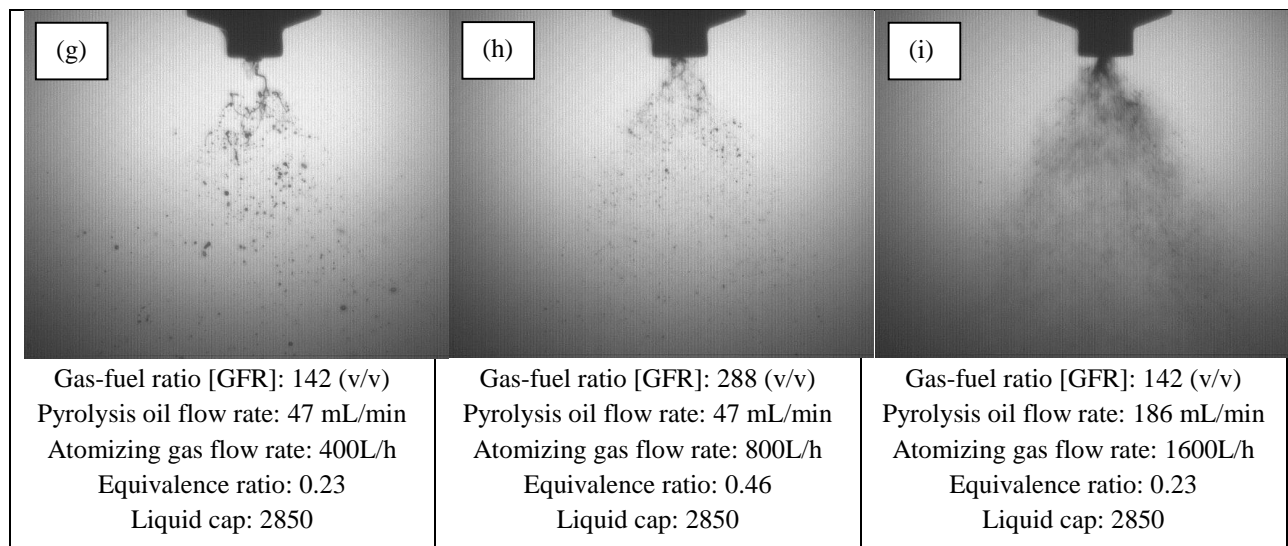 (g)
(h)
(i)
Gas-fuel ratio [GFR]: 142 (v/v)
Pyrolysis oil flow rate: 47 mL/min
Atomizing gas flow rate: 400L/h
Equivalence ratio: 0.23
Liquid cap: 2850
Gas-fuel ratio [GFR]: 288 (v/v)
Pyrolysis oil flow rate: 47 mL/min
Atomizing gas flow rate: 800L/h
Equivalence ratio: 0.46
Liquid cap: 2850
Gas-fuel ratio [GFR]: 142 (v/v)
Pyrolysis oil flow rate: 186 mL/min
Atomizing gas flow rate: 1600L/h
Equivalence ratio: 0.23
Liquid cap: 2850